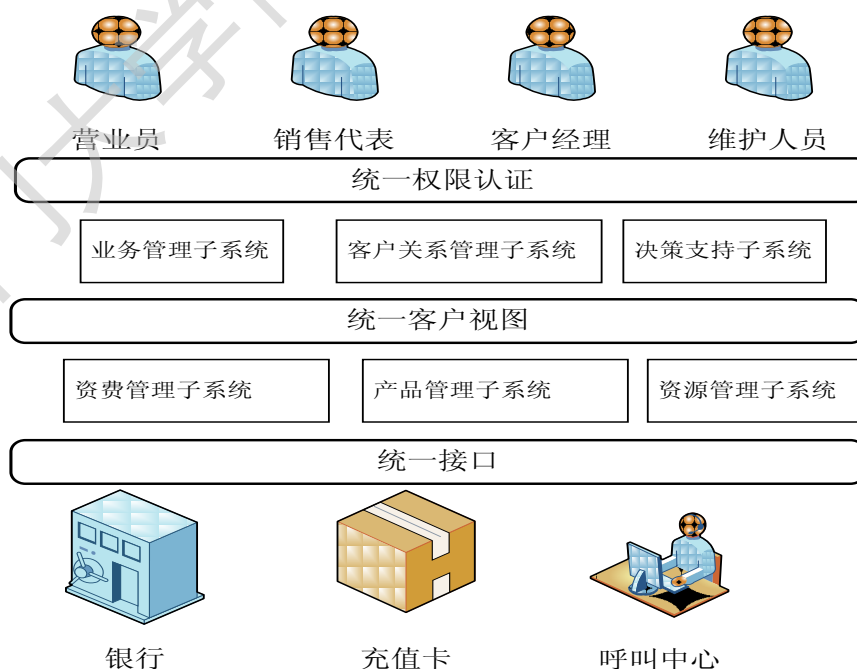 营业员 销售代表 客户经理 维护人员
统一权限认证
业务管理子系统 客户关系管理子系统 决策支持子系统
统一客户视图
资费管理子系统 产品管理子系统 资源管理子系统
统一接口
银行 充值卡 呼叫中心